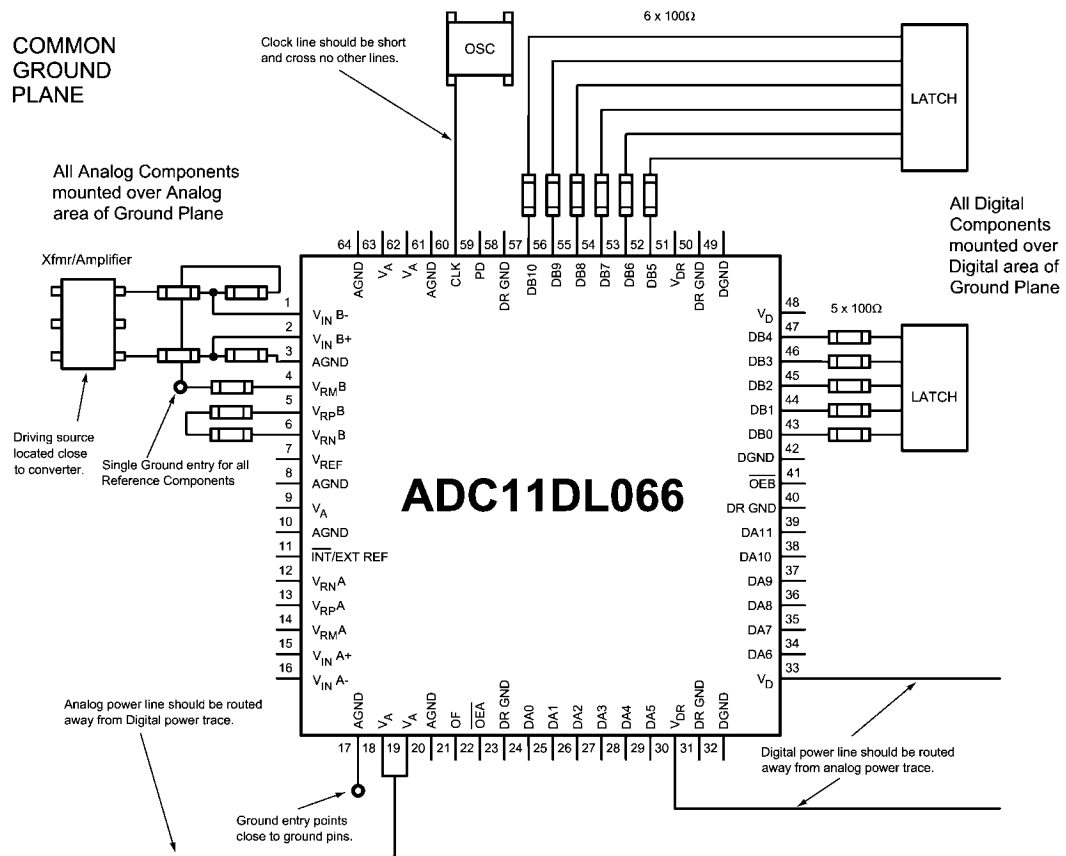 COMMON
GROUND
PLANE
Clock line should be short
and cross no other lines.
OSC
6 x 100Ω
LATCH
All Analog Components
mounted over Analog
area of Ground Plane
All Digital
Components
mounted over
Digital area of
Ground Plane
Xfmr/Amplifier
64 63 62 61 60 59 58 57 56 55 54 53 52 51 50 49
AGND
VA
VA
AGND
CLK
PD
DR GND
DB10
DB9
DB8
DB7
DB6
DB5
VDR
DR GND
DGND
1 VIN B-
2 VIN B+
3 AGND
4 VRMB
5 VRPB
6 VRNB
7 VREF
8 AGND
9 VA
10 AGND
11 I̅N̅T̅/EXT REF
12 VRNA
13 VRPA
14 VRMA
15 VIN A+
16 VIN A-
Driving source
located close
to converter.
Single Ground entry for all
Reference Components
ADC11DL066
5 x 100Ω
LATCH
VD 48
DB4 47
DB3 46
DB2 45
DB1 44
DB0 43
DGND 42
O̅E̅B̅ 41
DR GND 40
DA11 39
DA10 38
DA9 37
DA8 36
DA7 35
DA6 34
VD 33
AGND
VA
VA
AGND
OF
O̅E̅A̅
DR GND
DA0
DA1
DA2
DA3
DA4
DA5
VDR
DR GND
DGND
17 18 19 20 21 22 23 24 25 26 27 28 29 30 31 32
Analog power line should be routed
away from Digital power trace.
Ground entry points
close to ground pins.
Digital power line should be routed
away from analog power trace.